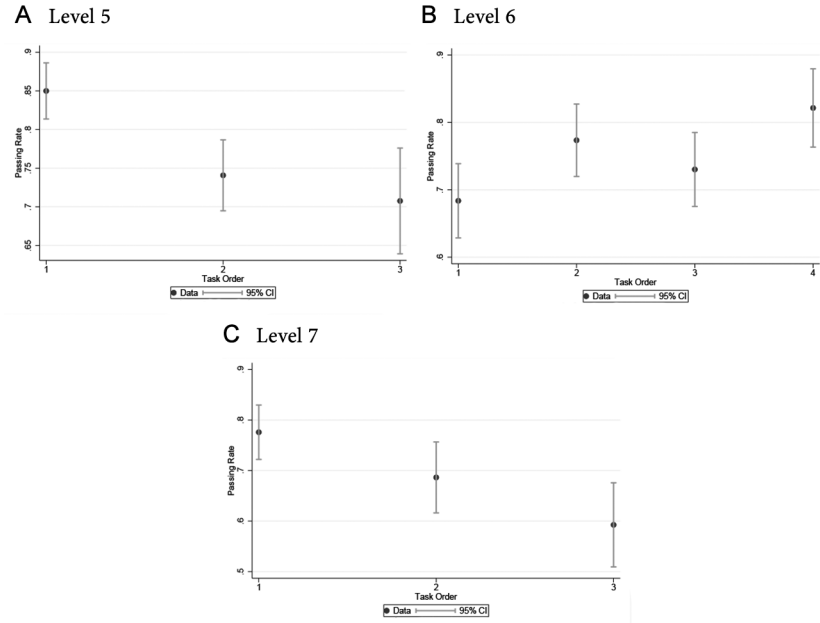 A Level 5
Passing Rate
.9
.85
.8
.75
.7
.65
1 2 3
Task Order
Data 95% CI
B Level 6
Passing Rate
.9
.8
.7
.6
1 2 3 4
Task Order
Data 95% CI
C Level 7
Passing Rate
.9
.8
.7
.6
.5
1 2 3
Task Order
Data 95% CI